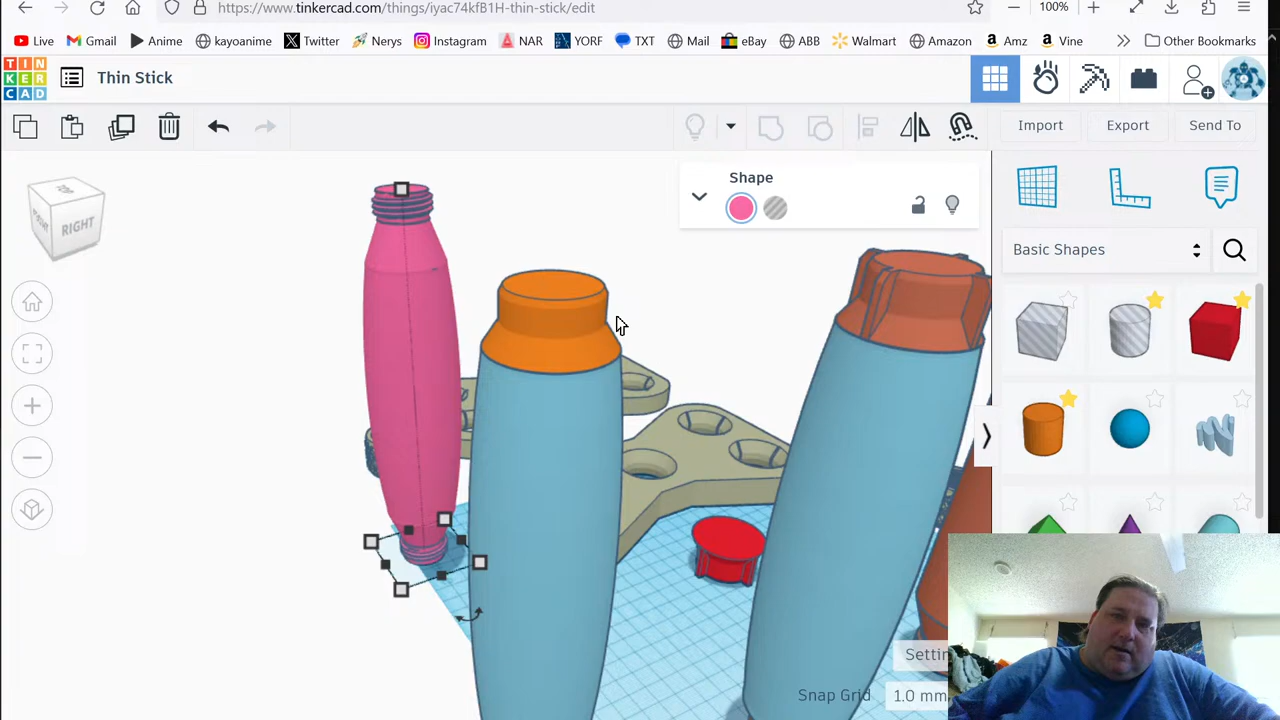 https://www.tinkercad.com/things/iyac74kfB1H-thin-stick/edit
100%
Live
Gmail
Anime
kayoanime
Twitter
Nerys
Instagram
NAR
YORF
TXT
Mail
eBay
ABB
Walmart
Amazon
Amz
Vine
Other Bookmarks
TIN
KER
CAD
Thin Stick
Import
Export
Send To
Shape
TOP
FRONT
RIGHT
Basic Shapes
Settin
Snap Grid 1.0 mm